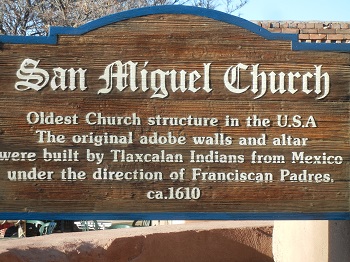 San Miguel Church
Oldest Church structure in the U.S.A
The original adobe walls and altar
were built by Tlaxcalan Indians from Mexico
under the direction of Franciscan Padres,
ca.1610